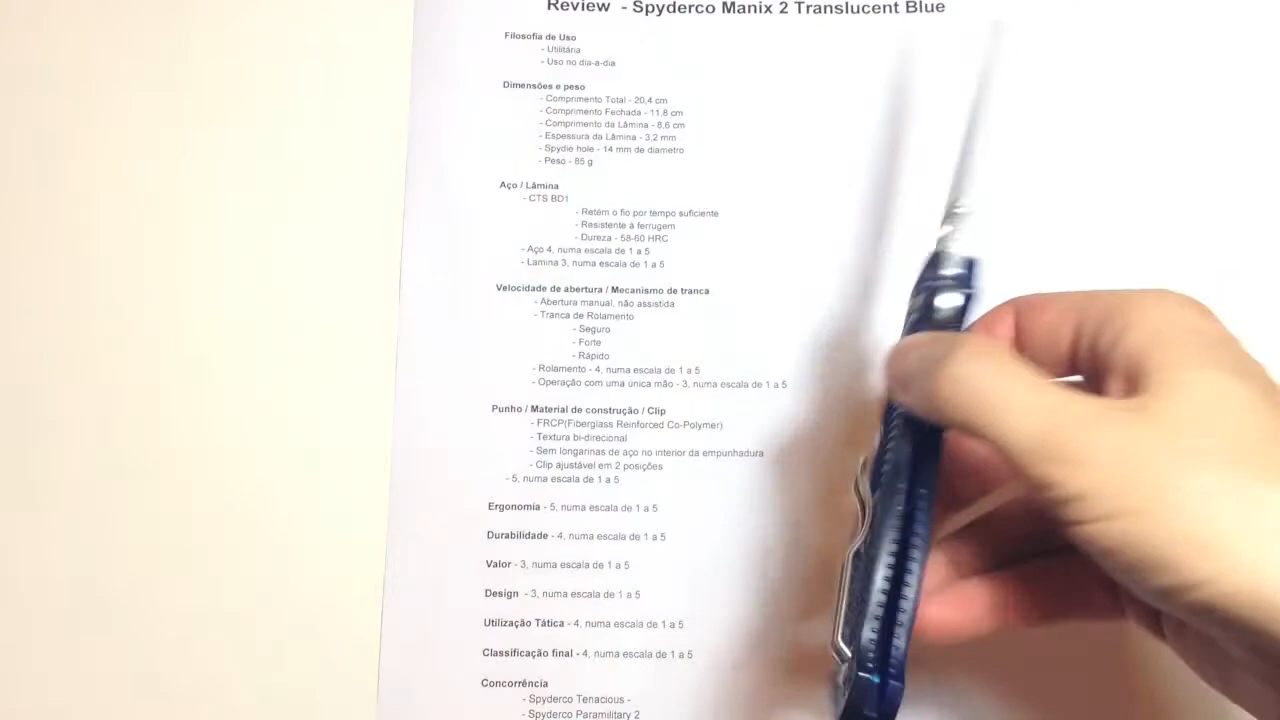 Review - Spyderco Manix 2 Translucent Blue
Filosofia de Uso
- Utilitária
- Uso no dia-a-dia
Dimensões e peso
- Comprimento Total - 20,4 cm
- Comprimento Fechada - 11,8 cm
- Comprimento da Lâmina - 8,6 cm
- Espessura da Lâmina - 3,2 mm
- Spydie hole - 14 mm de diametro
- Peso - 85 g
Aço / Lâmina
- CTS BD1
- Retém o fio por tempo suficiente
- Resistente à ferrugem
- Dureza - 58-60 HRC
- Aço 4, numa escala de 1 a 5
- Lamina 3, numa escala de 1 a 5
Velocidade de abertura / Mecanismo de tranca
- Abertura manual, não assistida
- Tranca de Rolamento
- Seguro
- Forte
- Rápido
- Rolamento - 4, numa escala de 1 a 5
- Operação com uma única mão - 3, numa escala de 1 a 5
Punho / Material de construção / Clip
- FRCP(Fiberglass Reinforced Co-Polymer)
- Textura bi-direcional
- Sem longarinas de aço no interior da empunhadura
- Clip ajustável em 2 posições
- 5, numa escala de 1 a 5
Ergonomia - 5, numa escala de 1 a 5
Durabilidade - 4, numa escala de 1 a 5
Valor - 3, numa escala de 1 a 5
Design - 3, numa escala de 1 a 5
Utilização Tática - 4, numa escala de 1 a 5
Classificação final - 4, numa escala de 1 a 5
Concorrência
- Spyderco Tenacious -
- Spyderco Paramilitary 2